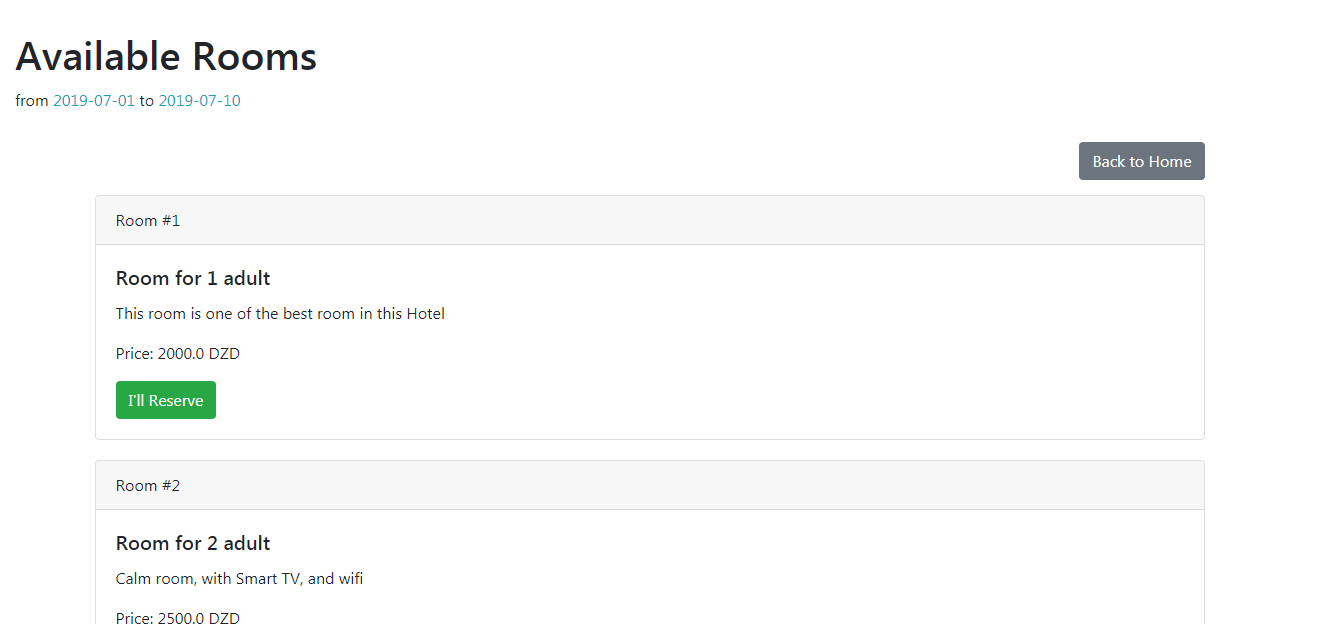 Available Rooms
from 2019-07-01 to 2019-07-10
Back to Home
Room #1
Room for 1 adult
This room is one of the best room in this Hotel
Price: 2000.0 DZD
I'll Reserve
Room #2
Room for 2 adult
Calm room, with Smart TV, and wifi
Price: 2500.0 DZD